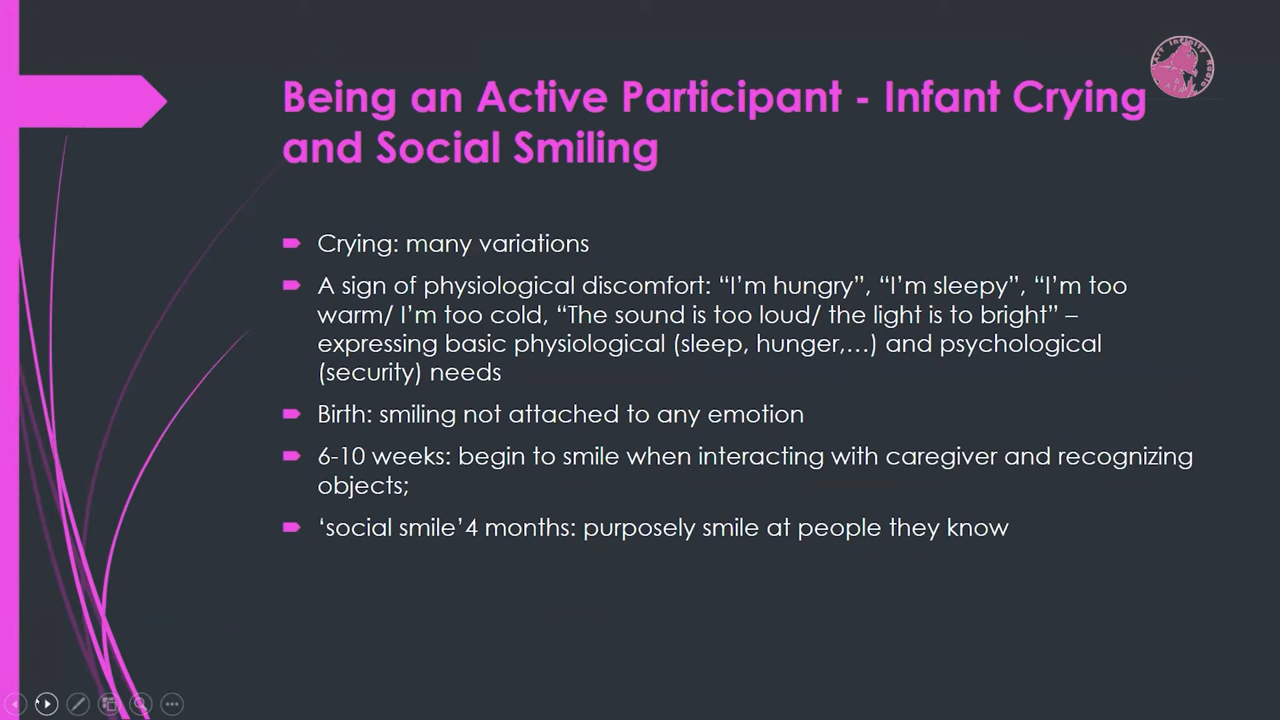 Being an Active Participant - Infant Crying
and Social Smiling
Art Infinity Radio
Crying: many variations
A sign of physiological discomfort: “I’m hungry”, “I’m sleepy”, “I’m too
warm/ I’m too cold, “The sound is too loud/ the light is to bright” –
expressing basic physiological (sleep, hunger,…) and psychological
(security) needs
Birth: smiling not attached to any emotion
6-10 weeks: begin to smile when interacting with caregiver and recognizing
objects;
‘social smile’4 months: purposely smile at people they know